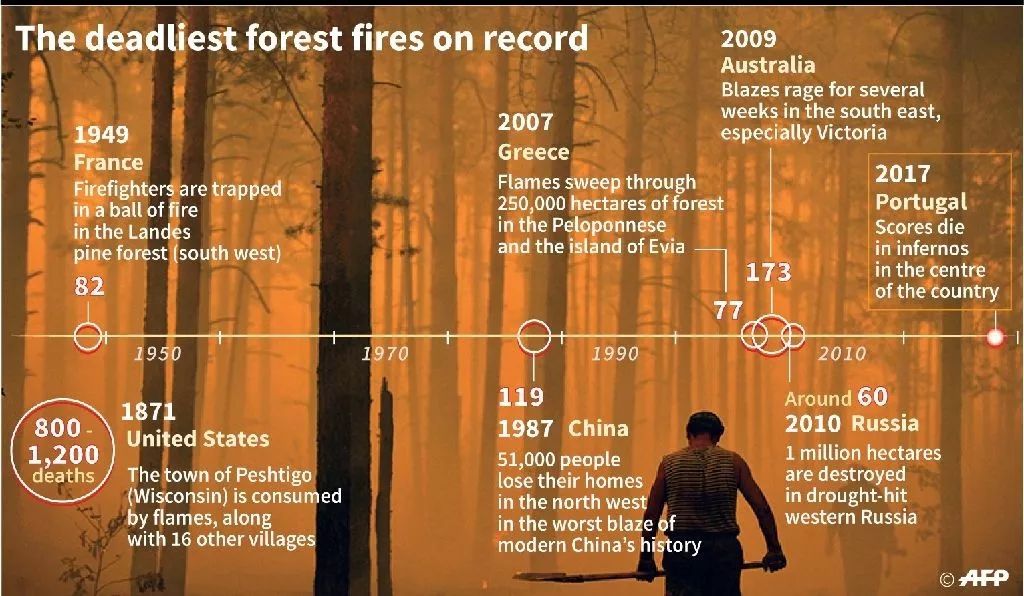 The deadliest forest fires on record
1949
France
Firefighters are trapped
in a ball of fire
in the Landes
pine forest (south west)
82
2007
Greece
Flames sweep through
250,000 hectares of forest
in the Peloponnese
and the island of Evia
77
2009
Australia
Blazes rage for several
weeks in the south east,
especially Victoria
173
2017
Portugal
Scores die
in infernos
in the centre
of the country
1950
1970
1990
2010
800 -
1,200
deaths
1871
United States
The town of Peshtigo
(Wisconsin) is consumed
by flames, along
with 16 other villages
119
1987 China
51,000 people
lose their homes
in the north west
in the worst blaze of
modern China's history
Around 60
2010 Russia
1 million hectares
are destroyed
in drought-hit
western Russia
© AFP